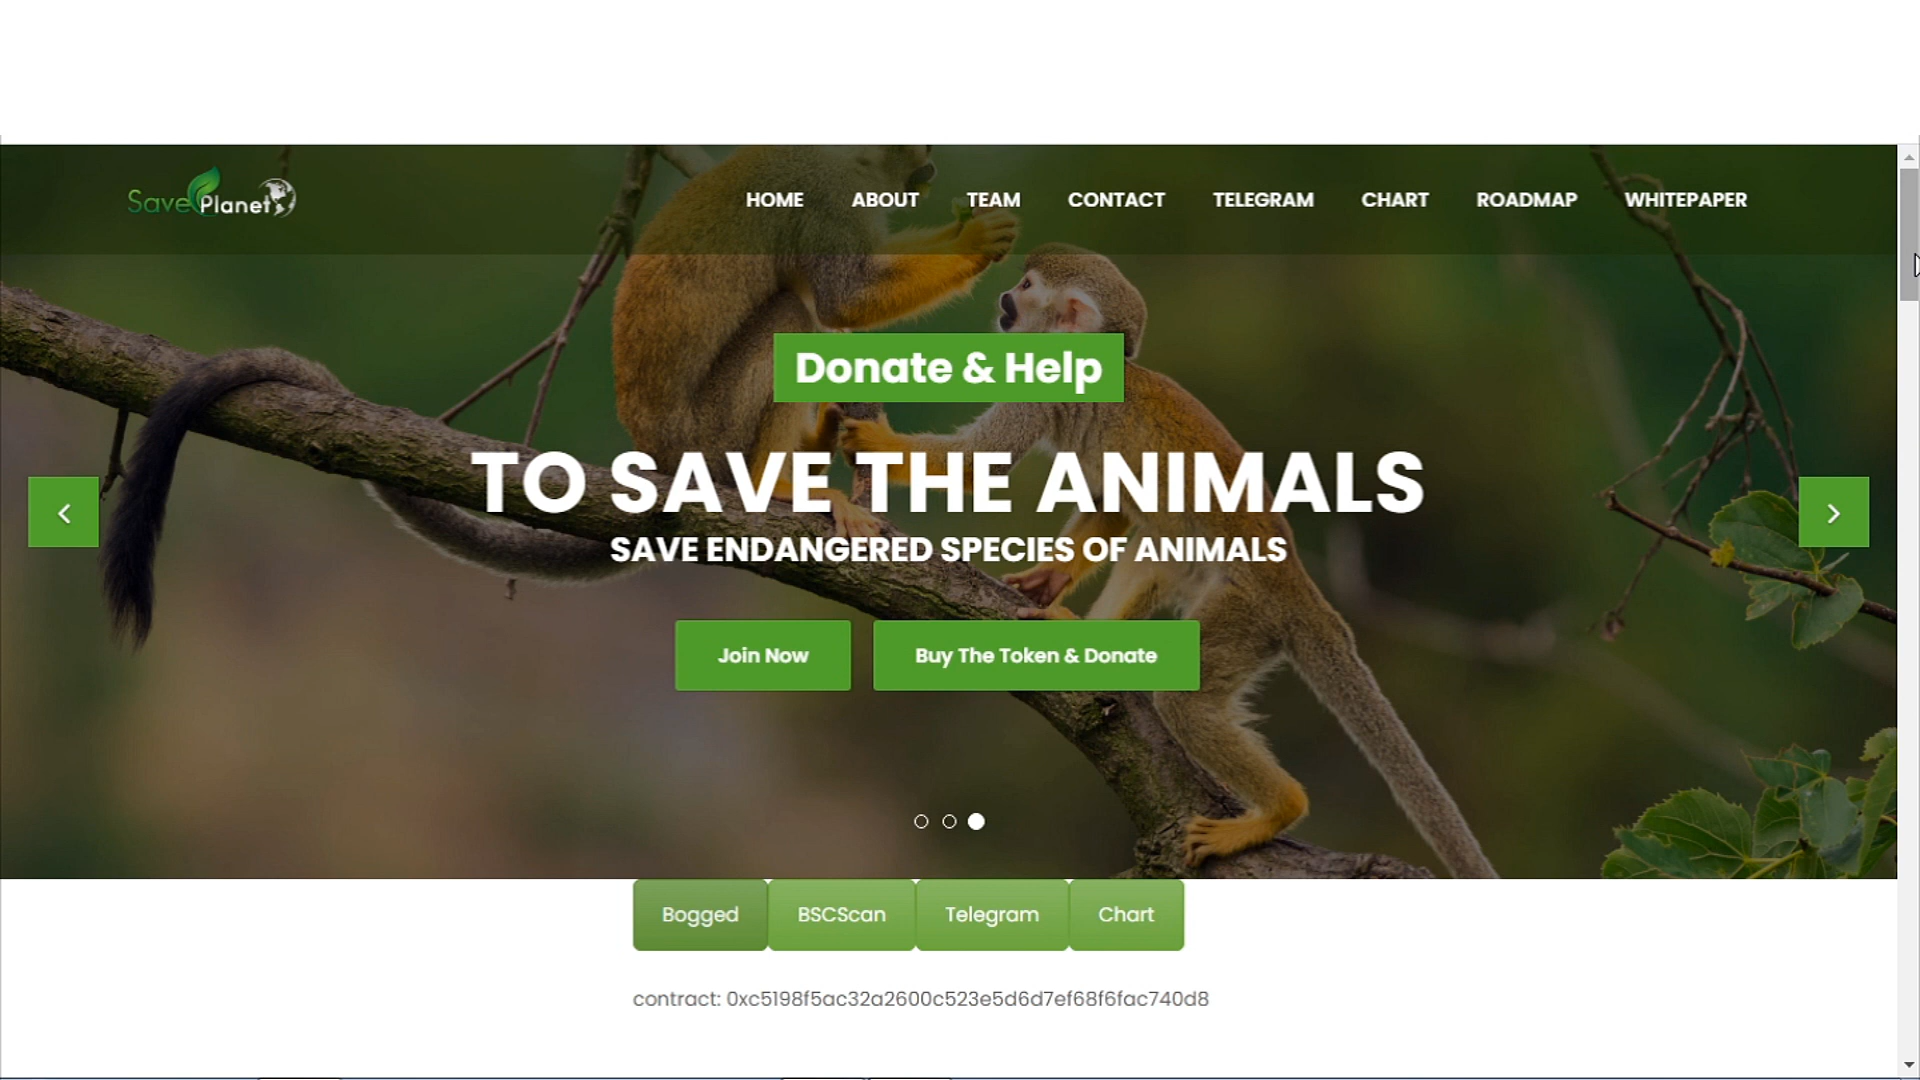 SavePlanet
HOME ABOUT TEAM CONTACT TELEGRAM CHART ROADMAP WHITEPAPER
Donate & Help
TO SAVE THE ANIMALS
SAVE ENDANGERED SPECIES OF ANIMALS
Join Now Buy The Token & Donate
Bogged BSCScan Telegram Chart
contract: 0xc5198f5ac32a2600c523e5d6d7ef68f6fac740d8